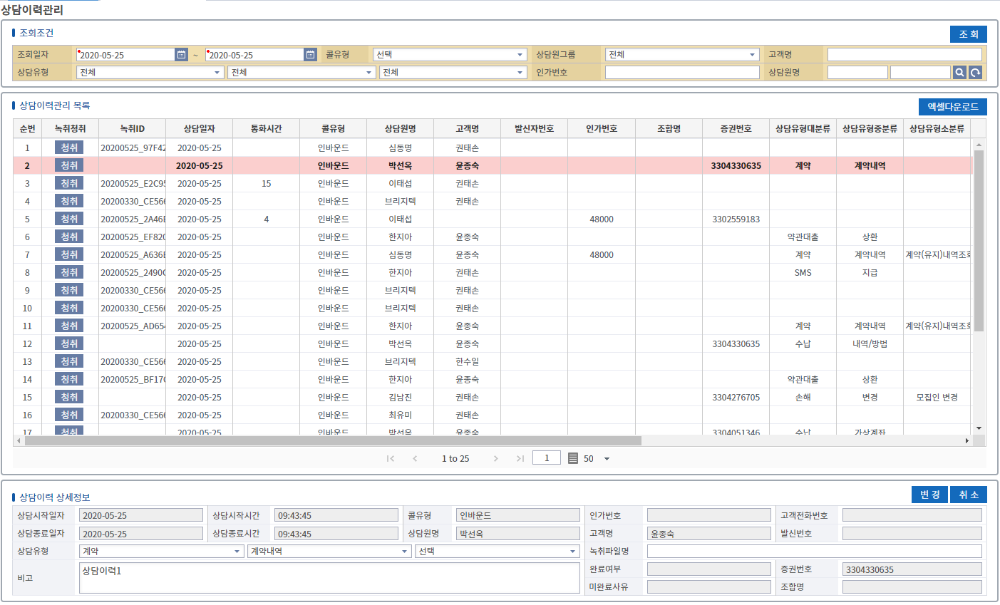 상담이력관리
조회조건
조 회
조회일자 2020-05-25 ~ 2020-05-25 콜유형 선택 상담원그룹 전체 고객명
상담유형 전체 전체 전체 인가번호 상담원명
상담이력관리 목록
엑셀다운로드
순번 녹취청취 녹취ID 상담일자 통화시간 콜유형 상담원명 고객명 발신자번호 인가번호 조합명 증권번호 상담유형대분류 상담유형중분류 상담유형소분류
1 청취 20200525_97F42 2020-05-25 인바운드 심동명 권태손
2 청취 2020-05-25 인바운드 박선옥 윤종숙 3304330635 계약 계약내역
3 청취 20200525_E2C95 2020-05-25 15 인바운드 이태섭 권태손
4 청취 20200330_CE566 2020-05-25 인바운드 브리지텍 권태손
5 청취 20200525_2A46E 2020-05-25 4 인바운드 이태섭 48000 3302559183
6 청취 20200525_EF820 2020-05-25 인바운드 한지아 윤종숙 약관대출 상환
7 청취 20200525_A636E 2020-05-25 인바운드 심동명 윤종숙 48000 계약 계약내역 계약(유지)내역조회
8 청취 20200525_2490C 2020-05-25 인바운드 한지아 권태손 SMS 지급
9 청취 20200330_CE566 2020-05-25 인바운드 브리지텍 권태손
10 청취 20200330_CE566 2020-05-25 인바운드 브리지텍 권태손
11 청취 20200525_AD654 2020-05-25 인바운드 한지아 윤종숙 계약 계약내역 계약(유지)내역조회
12 청취 2020-05-25 인바운드 박선옥 윤종숙 3304330635 수납 내역/방법
13 청취 20200330_CE566 2020-05-25 인바운드 브리지텍 한수일
14 청취 20200525_BF17C 2020-05-25 인바운드 한지아 윤종숙 약관대출 상환
15 청취 2020-05-25 인바운드 김남진 권태손 3304276705 손해 변경 모집인 변경
16 청취 20200330_CE566 2020-05-25 인바운드 최유미 권태손
17 청취 2020-05-25 인바운드 박선옥 윤종숙 3304051346 수납 가상계좌
1 to 25 1 50
상담이력 상세정보
변 경 취 소
상담시작일자 2020-05-25 상담시작시간 09:43:45 콜유형 인바운드 인가번호 고객전화번호
상담종료일자 2020-05-25 상담종료시간 09:43:45 상담원명 박선옥 고객명 윤종숙 발신번호
상담유형 계약 계약내역 선택 녹취파일명
비고 상담이력1
완료여부 증권번호 3304330635
미완료사유 조합명